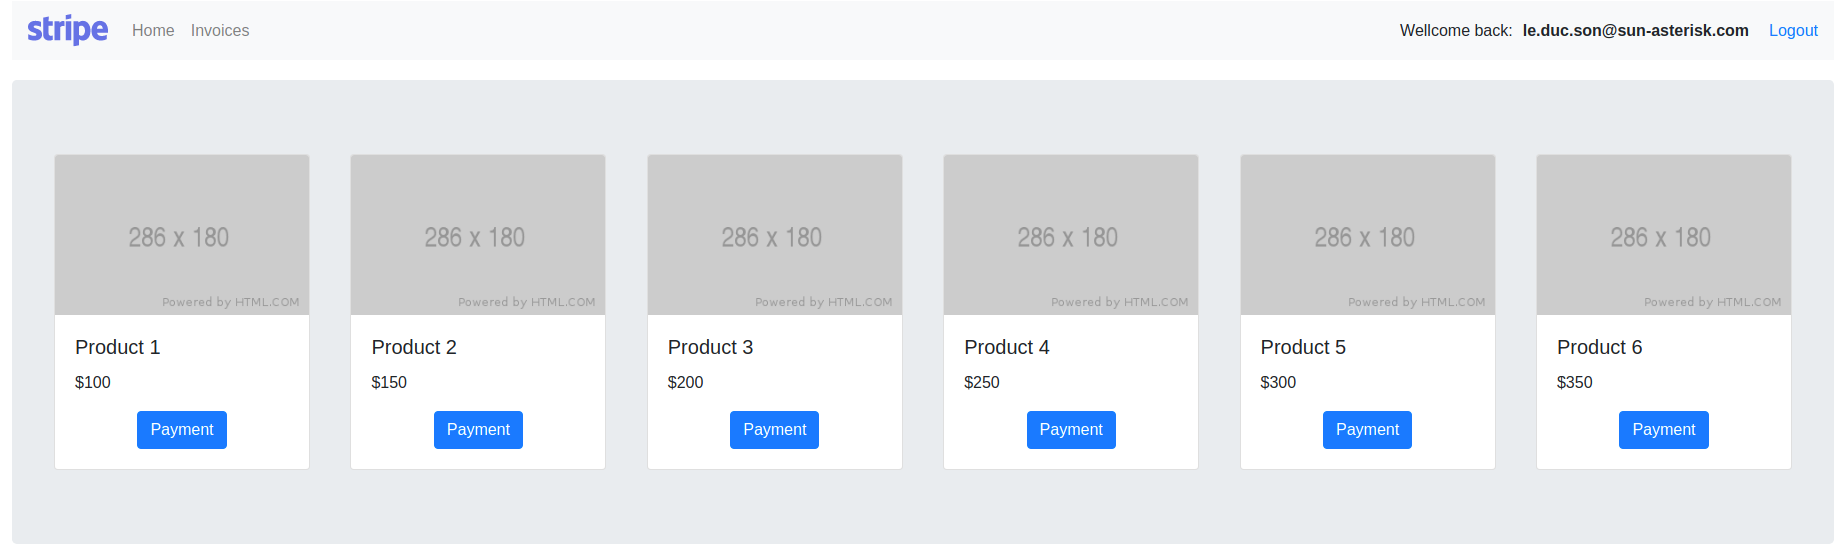 stripe Home Invoices Wellcome back: le.duc.son@sun-asterisk.com Logout
286 x 180 286 x 180 286 x 180 286 x 180 286 x 180 286 x 180
Powered by HTML.COM Powered by HTML.COM Powered by HTML.COM Powered by HTML.COM Powered by HTML.COM Powered by HTML.COM
Product 1 Product 2 Product 3 Product 4 Product 5 Product 6
$100 $150 $200 $250 $300 $350
Payment Payment Payment Payment Payment Payment